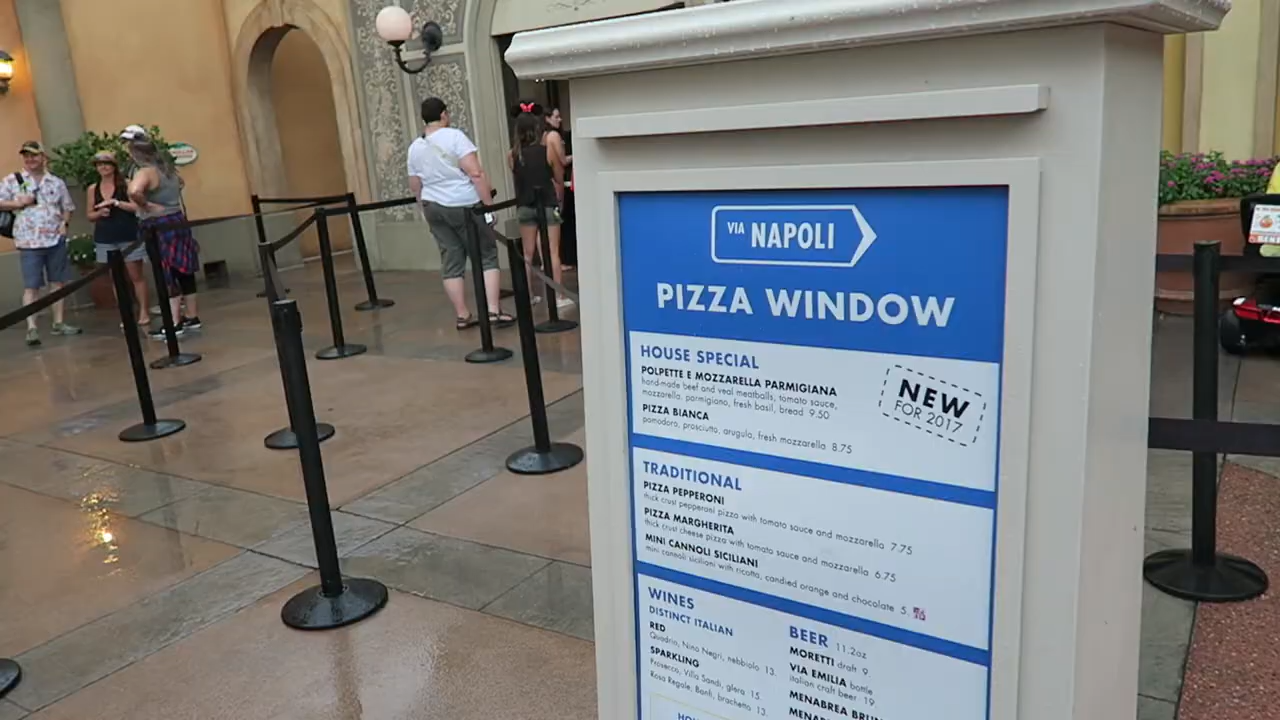 VIA NAPOLI
PIZZA WINDOW
HOUSE SPECIAL
POLPETTE E MOZZARELLA PARMIGIANA
hand-made beef and veal meatballs, tomato sauce,
mozzarella, parmigiano, fresh basil, bread 9.50
PIZZA BIANCA
pomodoro, prosciutto, arugula, fresh mozzarella 8.75
NEW
FOR 2017
TRADITIONAL
PIZZA PEPPERONI
thick crust pepperoni pizza with tomato sauce and mozzarella 7.75
PIZZA MARGHERITA
thick crust cheese pizza with tomato sauce and mozzarella 6.75
MINI CANNOLI SICILIANI
mini cannoli siciliani with ricotta, candied orange and chocolate 5.
WINES
DISTINCT ITALIAN
RED
Quadrio, Nino Negri, nebbiolo 13.
SPARKLING
Prosecco, Villa Sandi, glera 15.
Rosa Regale, Banfi, brachetto 13.
BEER 11.2oz
MORETTI draft 9.
VIA EMILIA bottle
italian craft beer 19.
MENABREA BRUN
MENAB